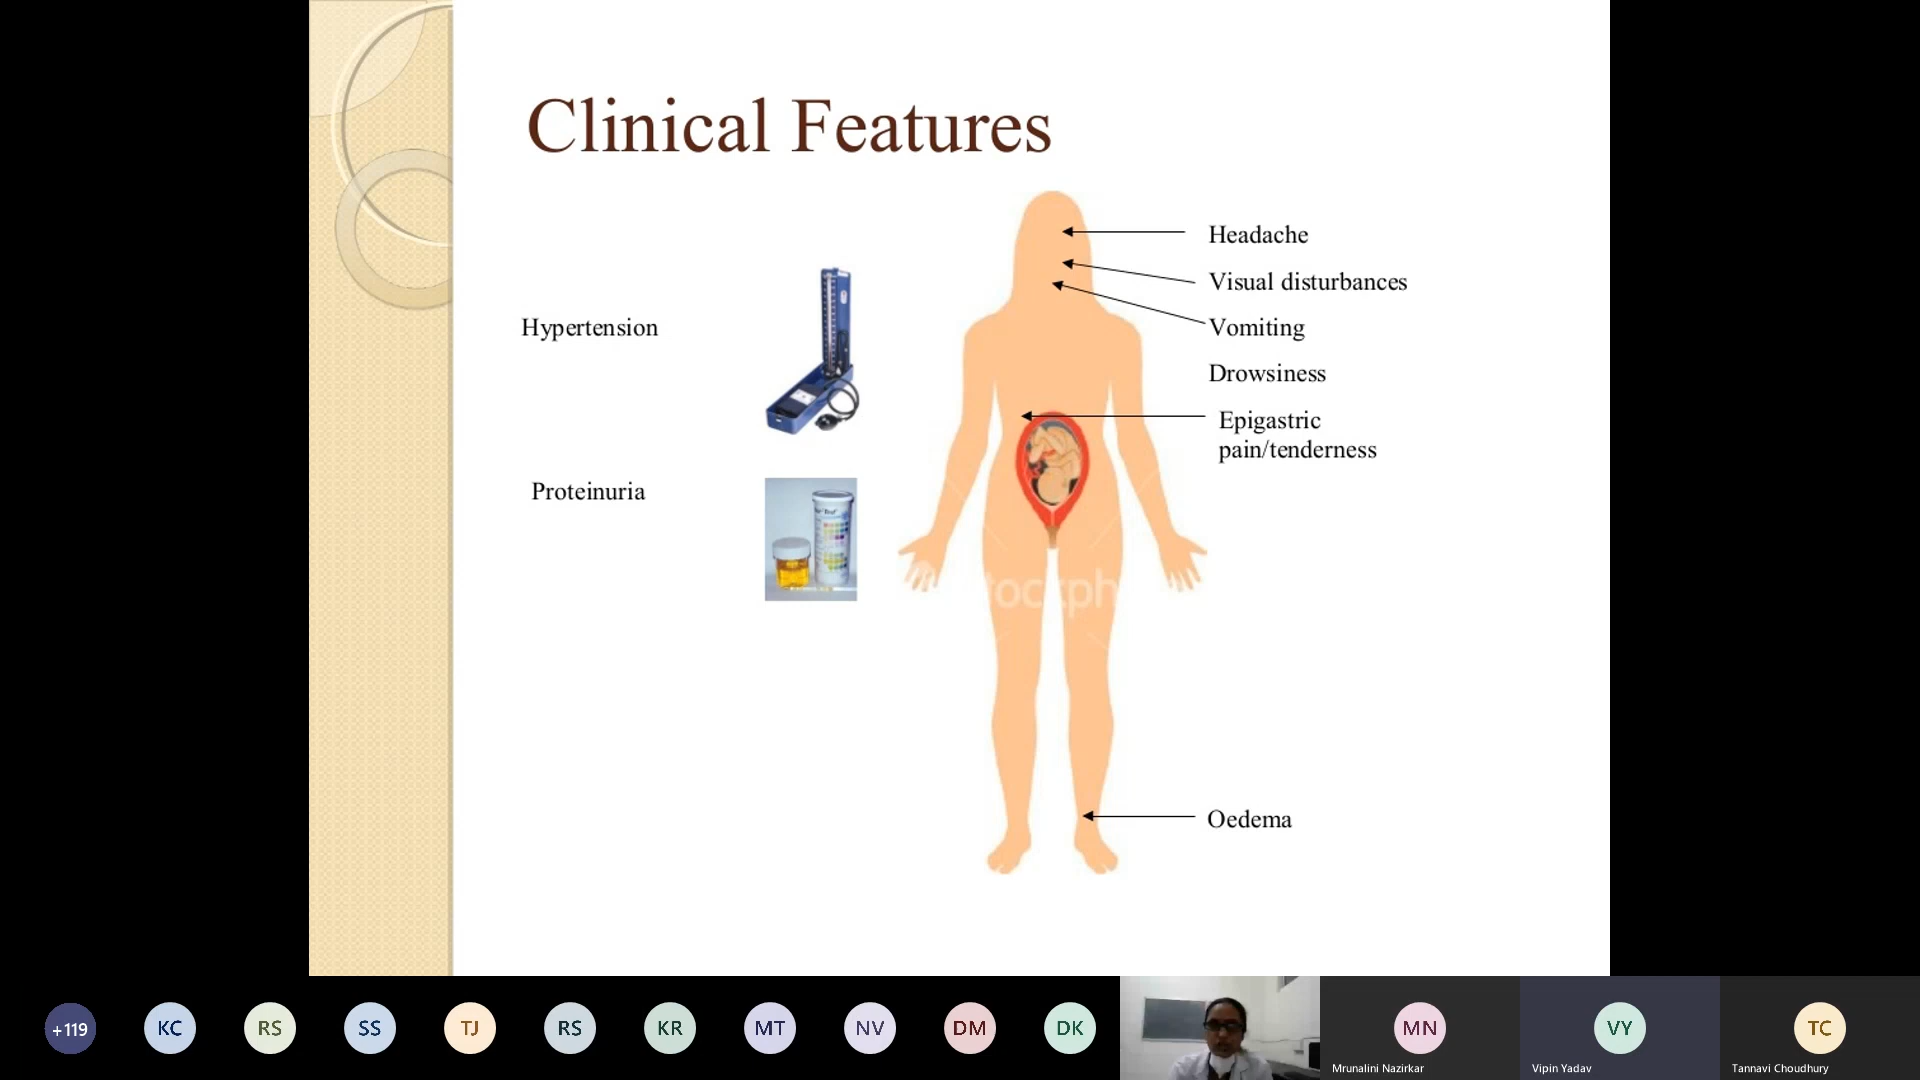 Clinical Features
Headache
Visual disturbances
Hypertension
Vomiting
Drowsiness
Epigastric
pain/tenderness
Proteinuria
tockph
Oedema
+119
KC
RS
SS
TJ
RS
KR
MT
NV
DM
DK
MN
VY
TC
Mrunalini Nazirkar
Vipin Yadav
Tannavi Choudhury